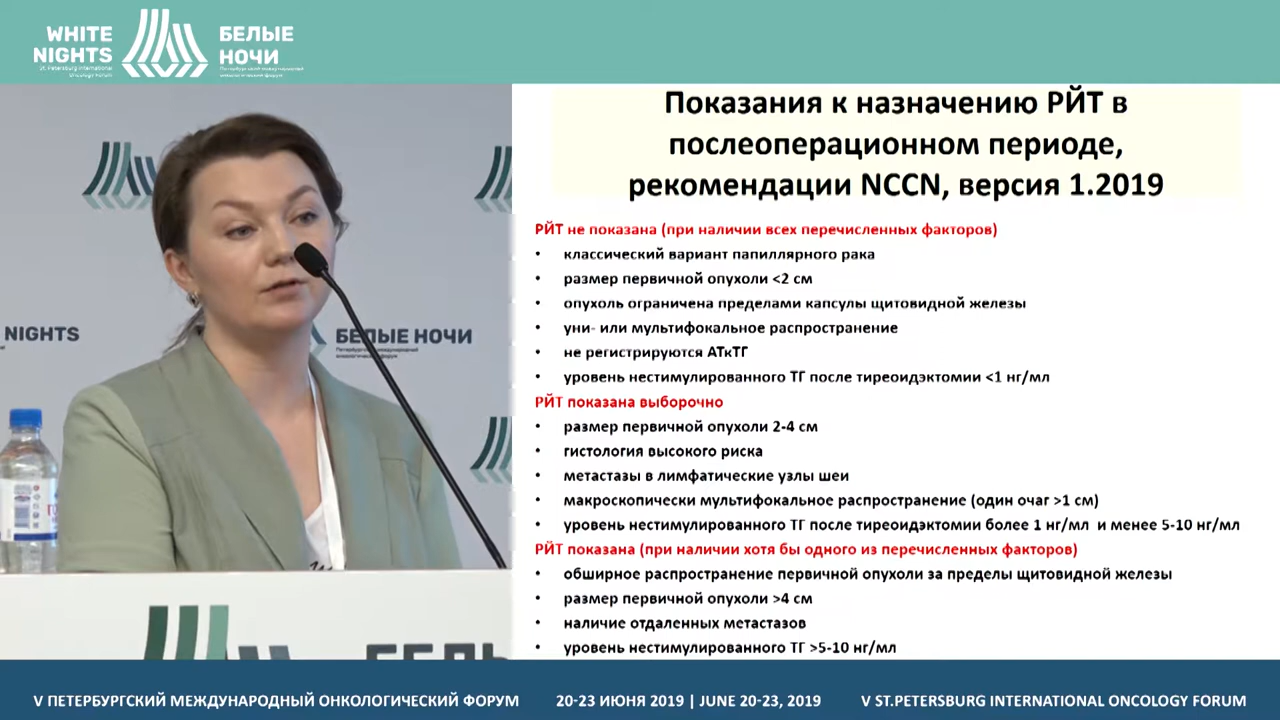 WHITE
NIGHTS
St. Petersburg International
Oncology Forum
БЕЛЫЕ
НОЧИ
Петербургский международный
онкологический форум
NIGHTS
БЕЛЫЕ НОЧИ
Показания к назначению РЙТ в
послеоперационном периоде,
рекомендации NCCN, версия 1.2019
РЙТ не показана (при наличии всех перечисленных факторов)
• классический вариант папиллярного рака
• размер первичной опухоли <2 см
• опухоль ограничена пределами капсулы щитовидной железы
• уни- или мультифокальное распространение
• не регистрируются АТкТГ
• уровень нестимулированного ТГ после тиреоидэктомии <1 нг/мл
РЙТ показана выборочно
• размер первичной опухоли 2-4 см
• гистология высокого риска
• метастазы в лимфатические узлы шеи
• макроскопически мультифокальное распространение (один очаг >1 см)
• уровень нестимулированного ТГ после тиреоидэктомии более 1 нг/мл и менее 5-10 нг/мл
РЙТ показана (при наличии хотя бы одного из перечисленных факторов)
• обширное распространение первичной опухоли за пределы щитовидной железы
• размер первичной опухоли >4 см
• наличие отдаленных метастазов
• уровень нестимулированного ТГ >5-10 нг/мл
V ПЕТЕРБУРГСКИЙ МЕЖДУНАРОДНЫЙ ОНКОЛОГИЧЕСКИЙ ФОРУМ
20-23 ИЮНЯ 2019 | JUNE 20-23, 2019
V ST.PETERSBURG INTERNATIONAL ONCOLOGY FORUM